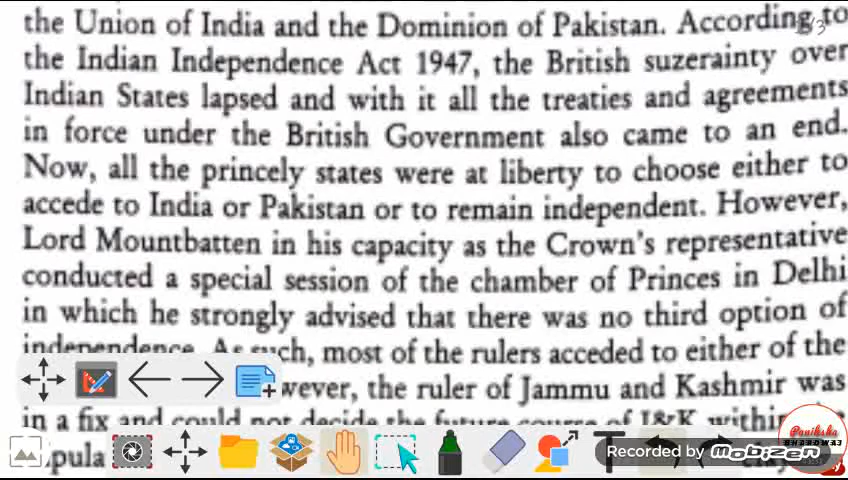 the Union of India and the Dominion of Pakistan. According to
/3
the Indian Independence Act 1947, the British suzerainty over
Indian States lapsed and with it all the treaties and agreements
in force under the British Government also came to an end.
Now, all the princely states were at liberty to choose either to
accede to India or Pakistan or to remain independent. However,
Lord Mountbatten in his capacity as the Crown's representative
conducted a special session of the chamber of Princes in Delhi
in which he strongly advised that there was no third option of
independence. As such, most of the rulers acceded to either of the
wever, the ruler of Jammu and Kashmir was
in a fix and could not decide the future course of J&K within
pula
Recorded by Mobizen
Paniksha
BHARDWAJ